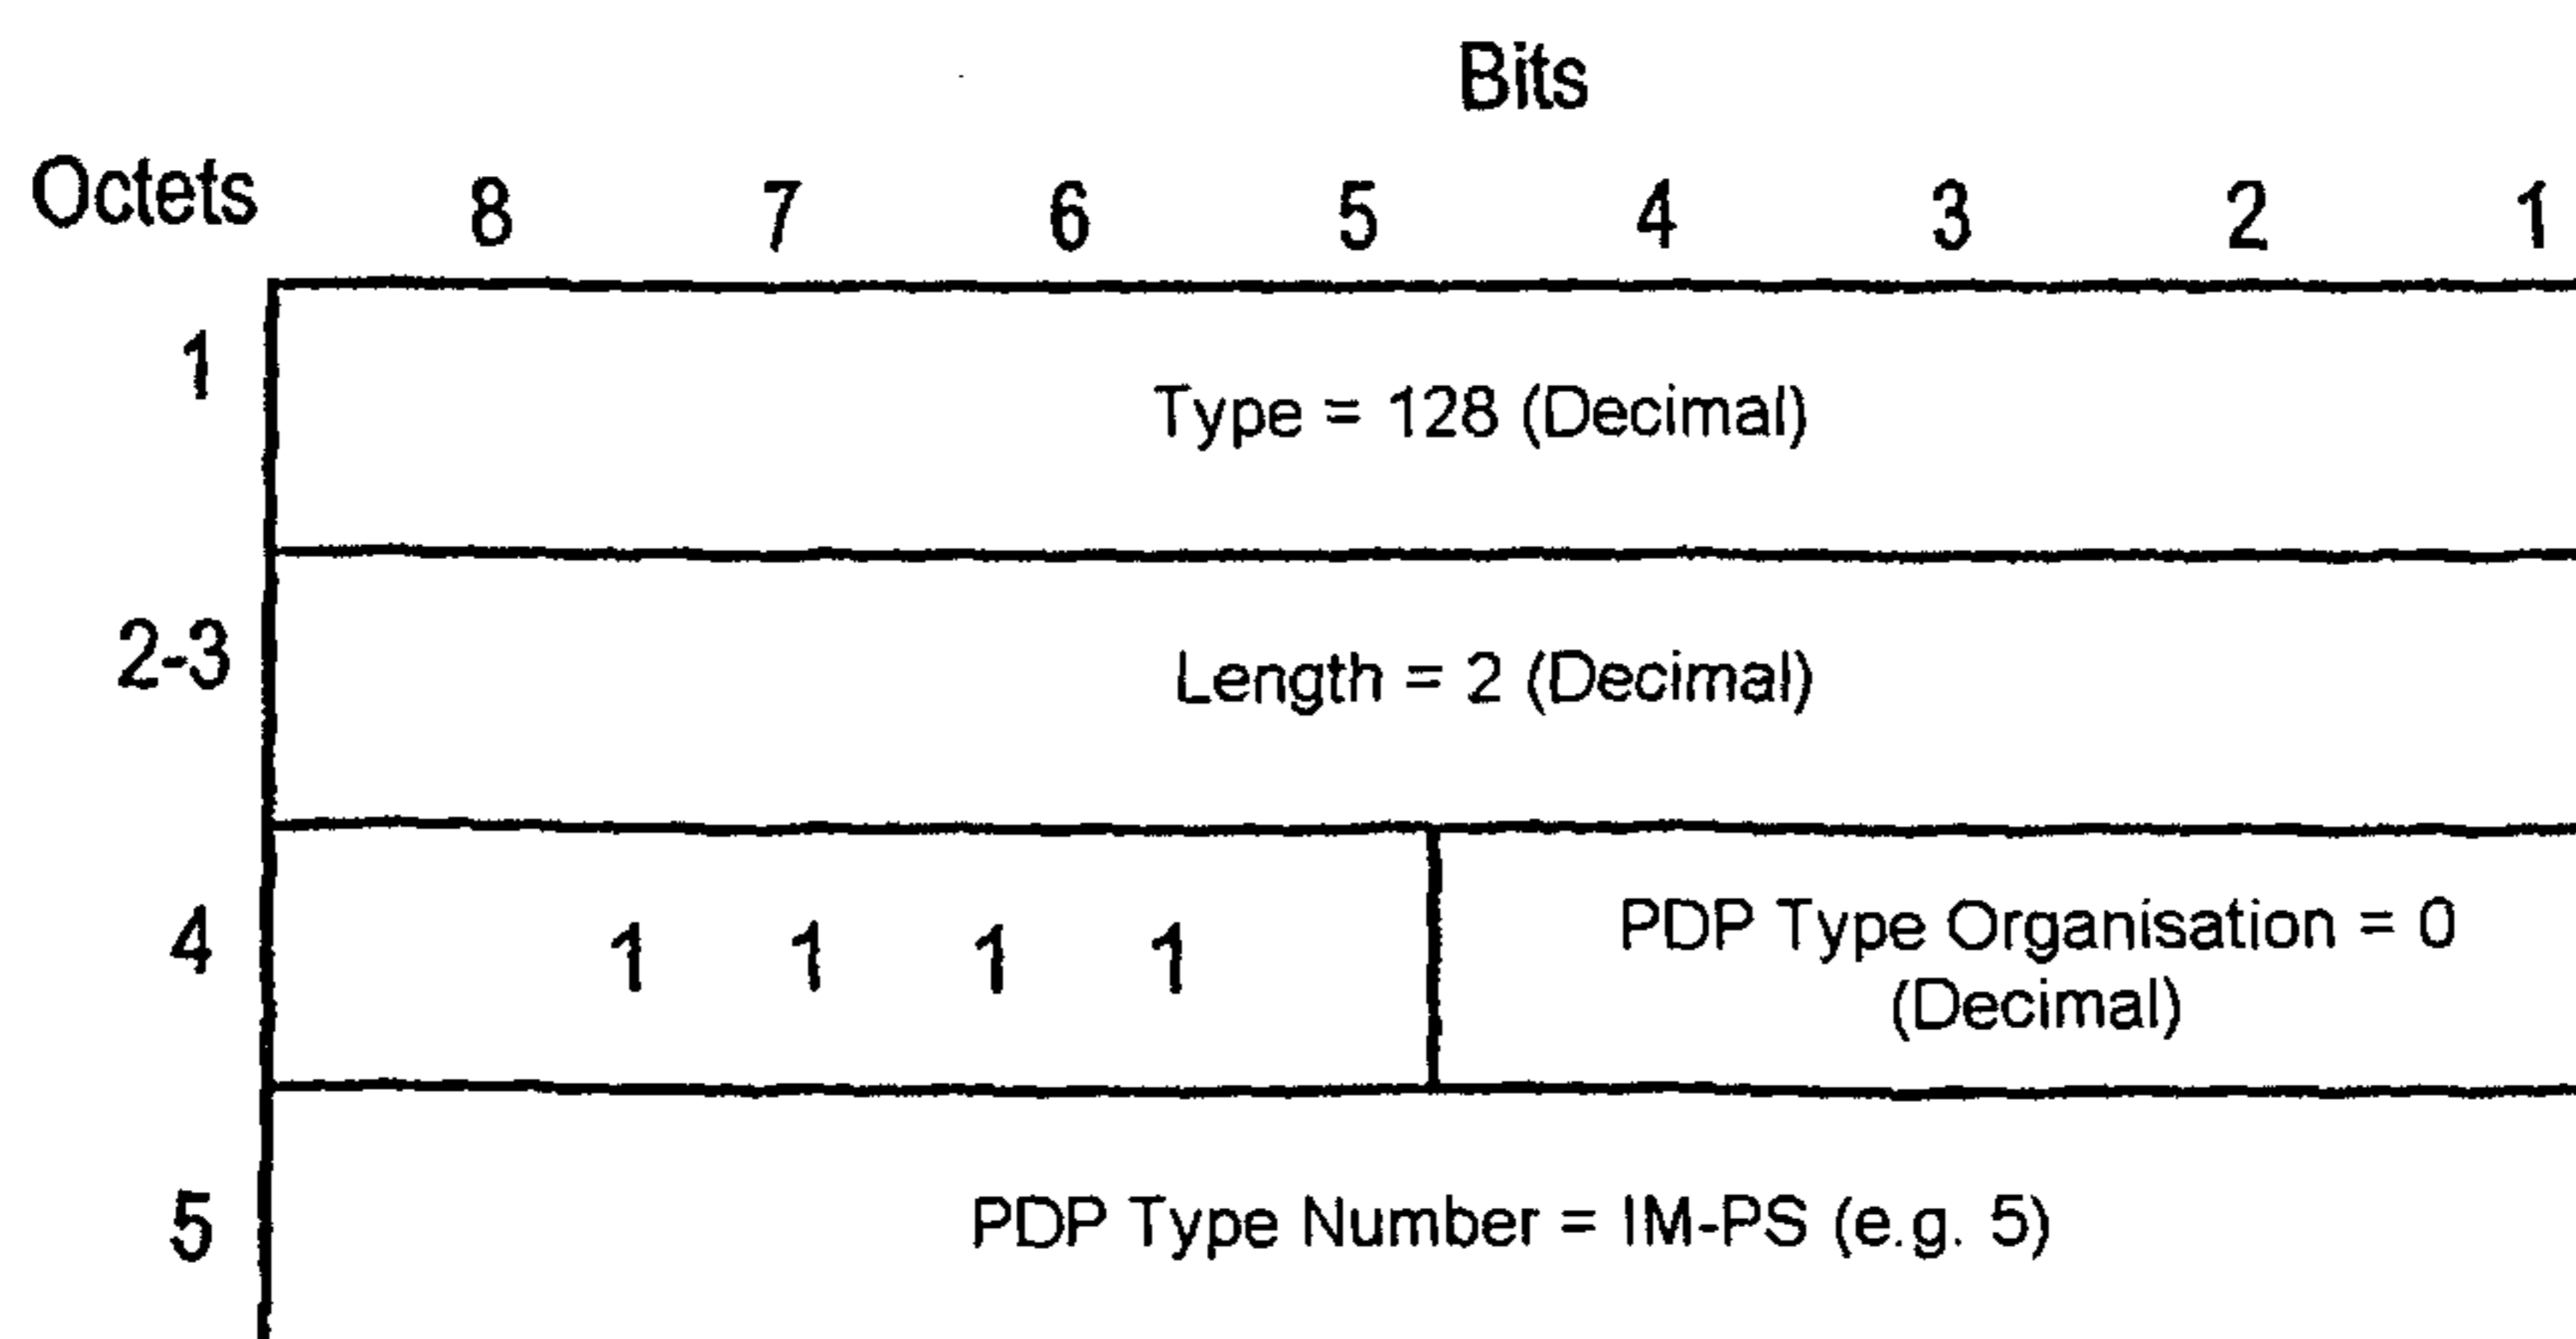 Bits
Octets 8 7 6 5 4 3 2 1
1 Type = 128 (Decimal)
2-3 Length = 2 (Decimal)
4 1 1 1 1 PDP Type Organisation = 0
(Decimal)
5 PDP Type Number = IM-PS (e.g. 5)